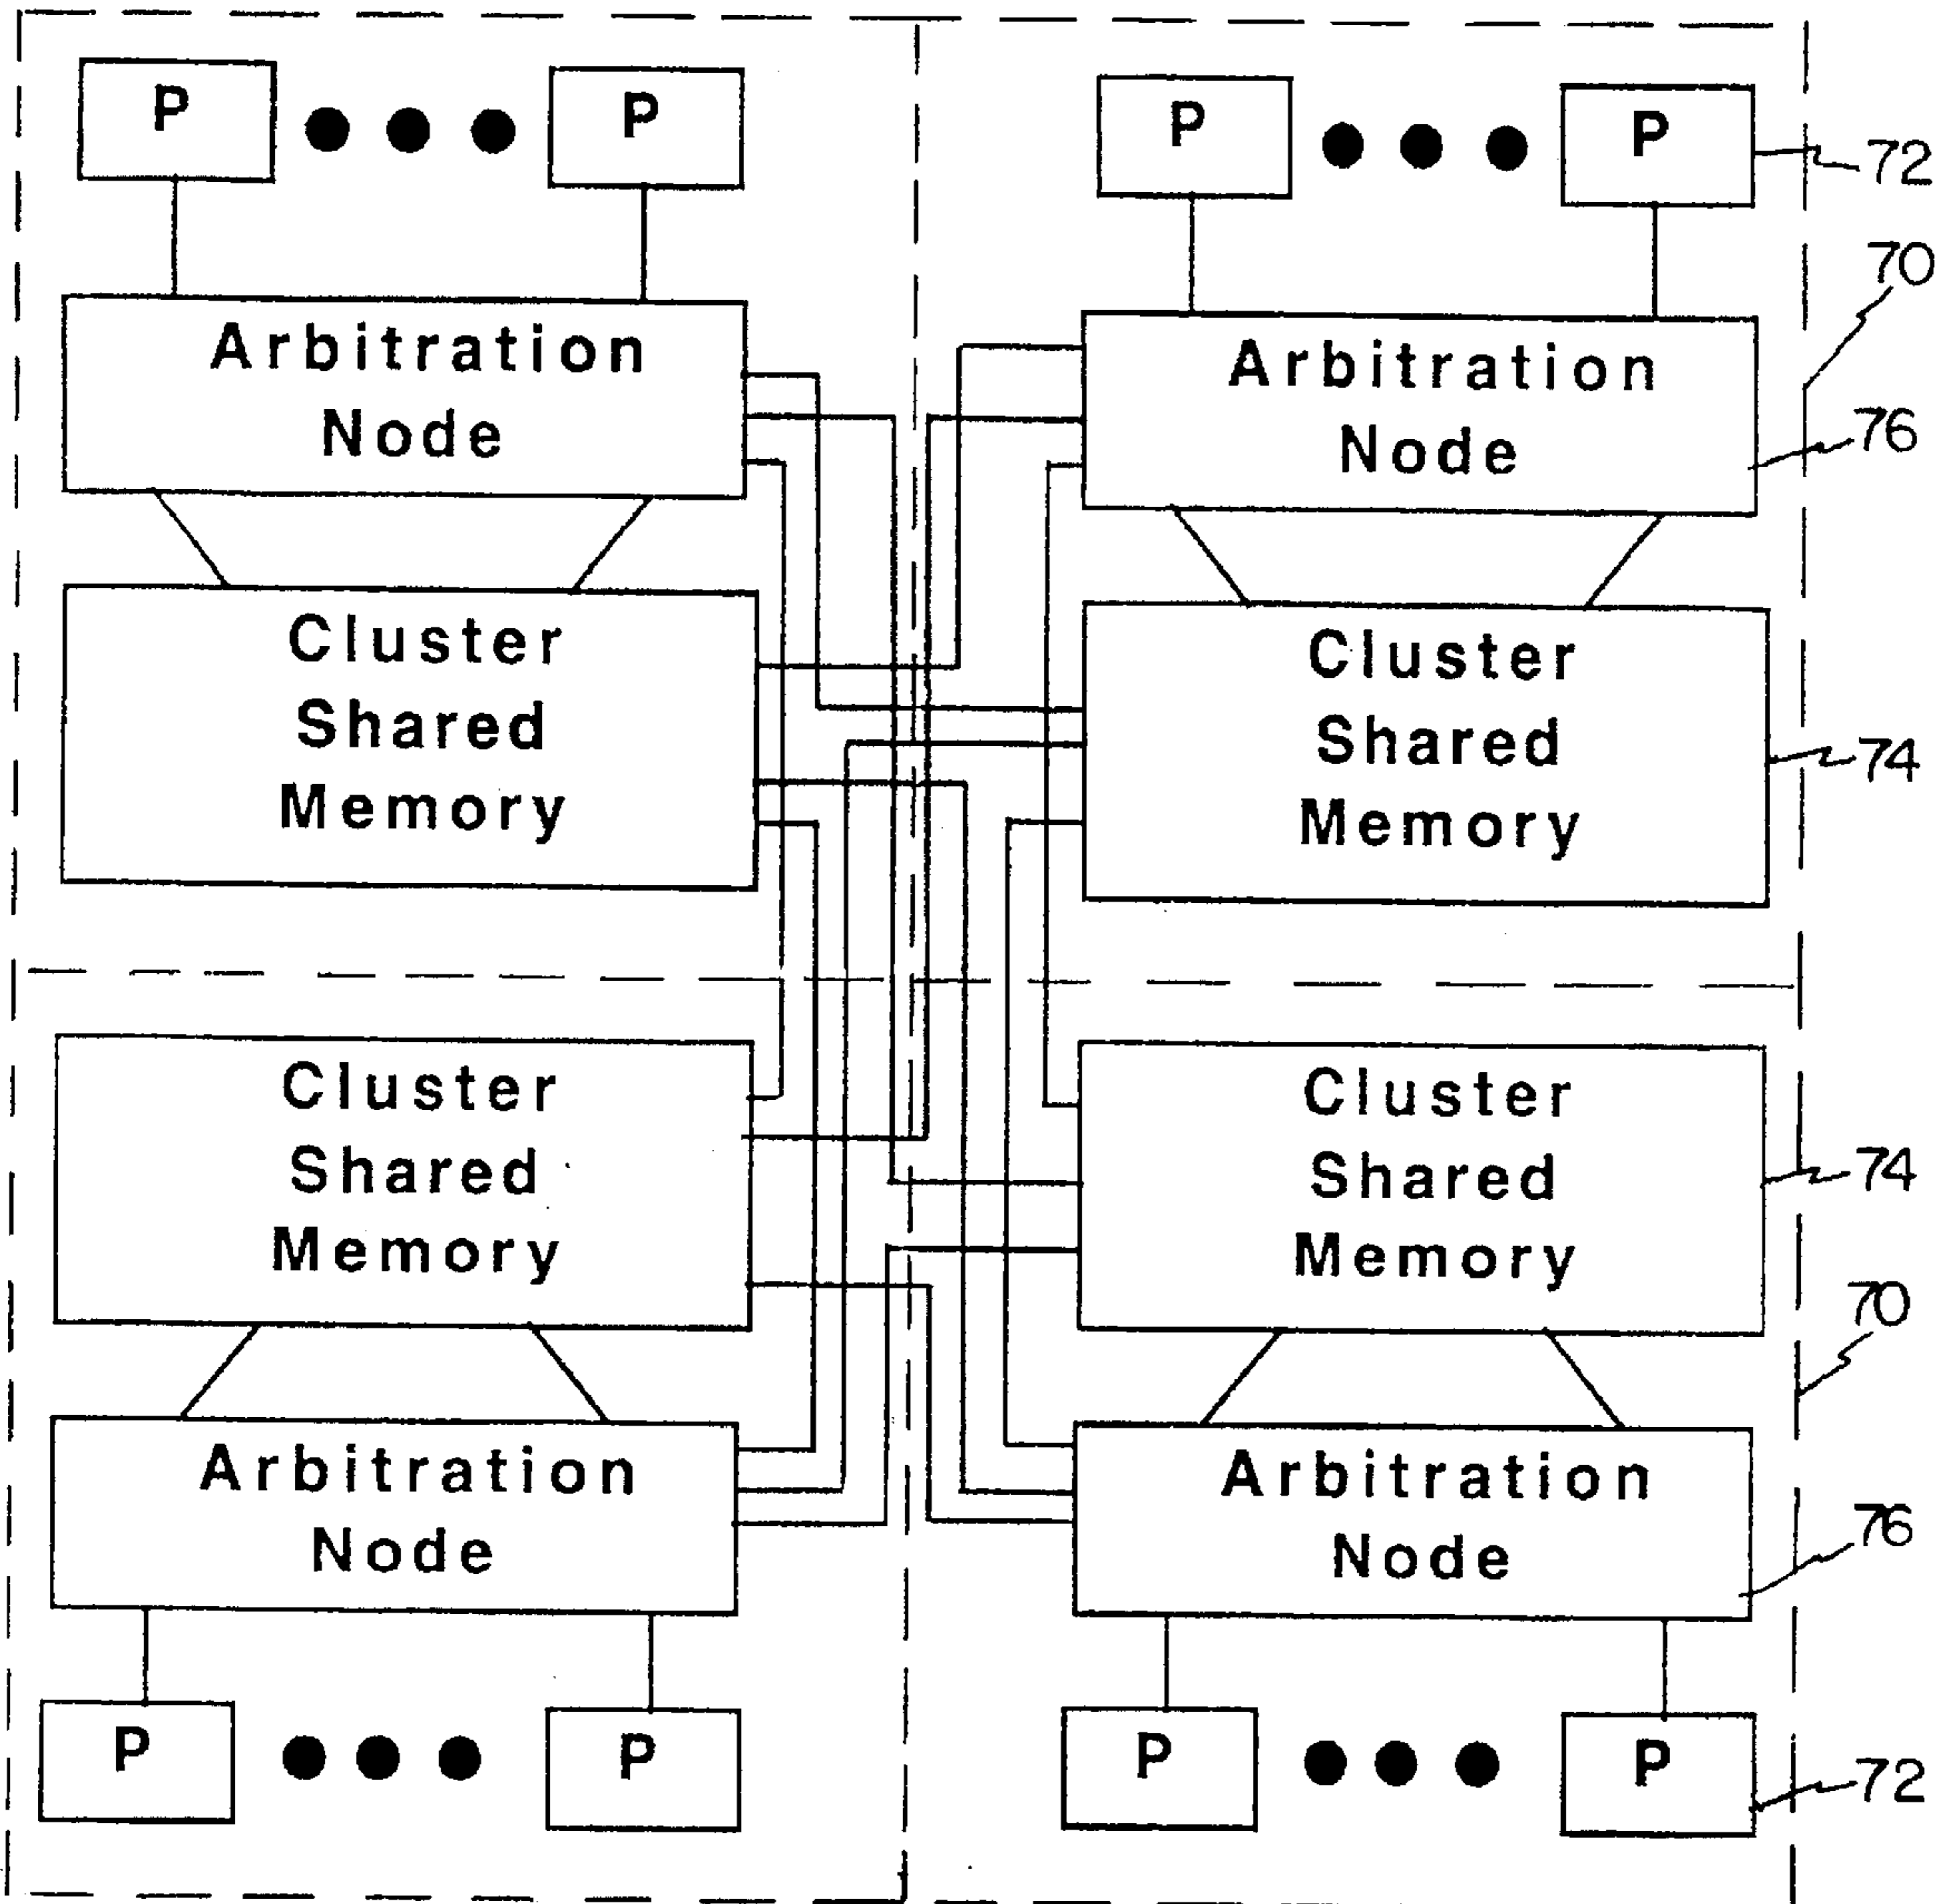 P
P
P
P
72
70
Arbitration
Node
Arbitration
Node
76
Cluster
Shared
Memory
Cluster
Shared
Memory
74
Cluster
Shared
Memory
Cluster
Shared
Memory
74
70
Arbitration
Node
Arbitration
Node
76
P
P
P
P
72